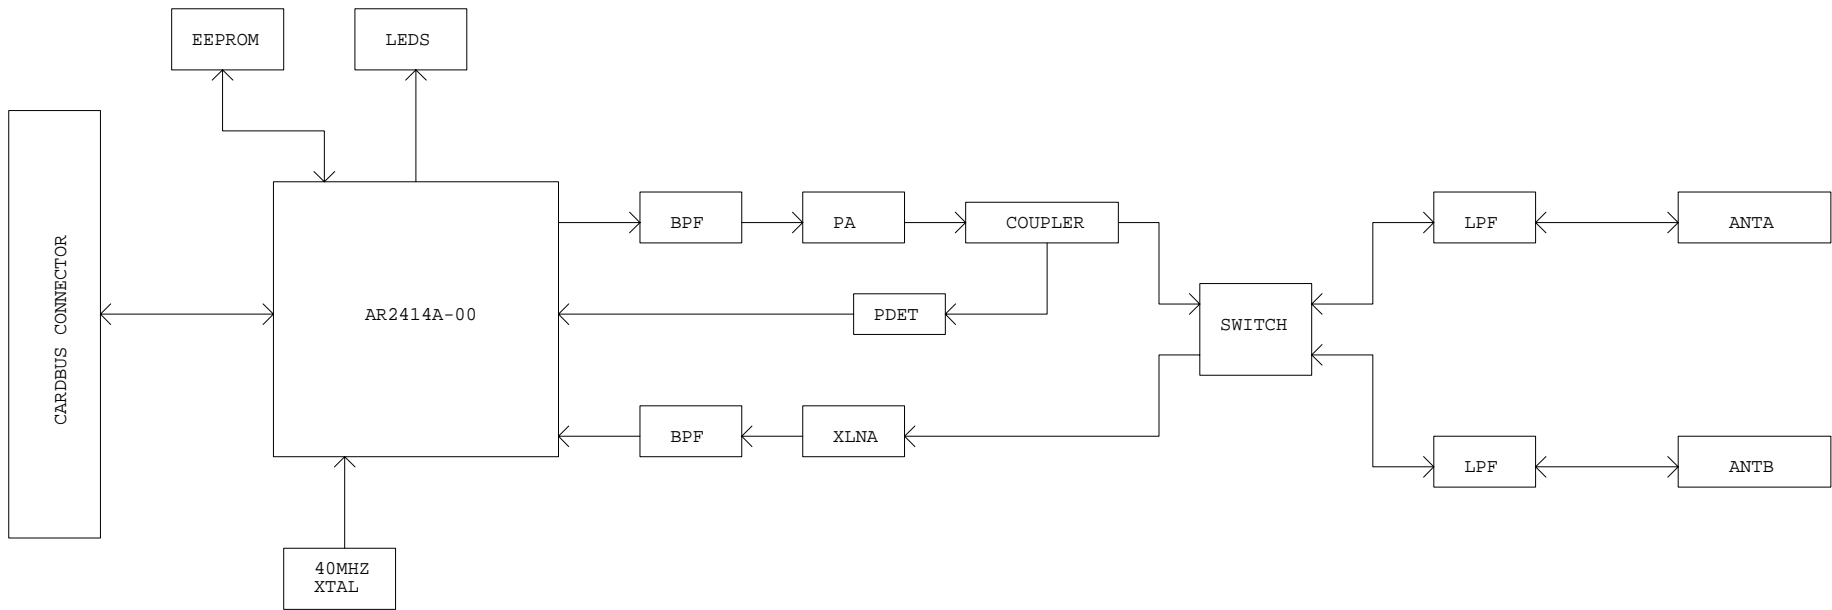 EEPROM
LEDS
CARDBUS CONNECTOR
AR2414A-00
BPF
PA
COUPLER
LPF
ANTA
PDET
SWITCH
BPF
XLNA
LPF
ANTB
40MHZ
XTAL